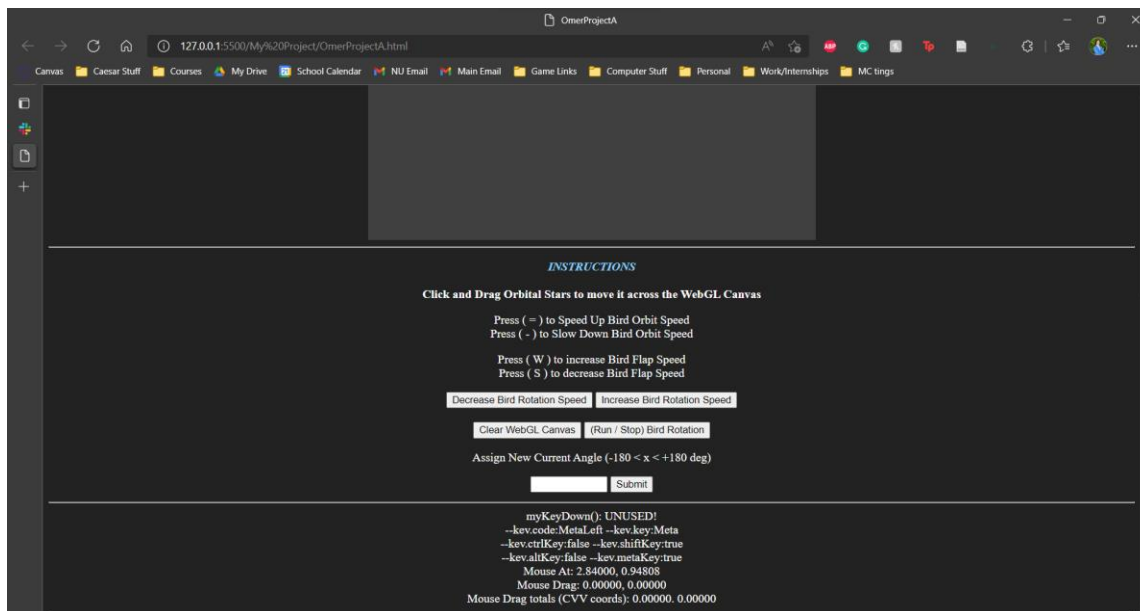 OmerProjectA
127.0.0.1:5500/My%20Project/OmerProjectA.html
Canvas Caesar Stuff Courses My Drive School Calendar NU Email Main Email Game Links Computer Stuff Personal Work/Internships MC tings
INSTRUCTIONS
Click and Drag Orbital Stars to move it across the WebGL Canvas
Press ( = ) to Speed Up Bird Orbit Speed
Press ( - ) to Slow Down Bird Orbit Speed
Press ( W ) to increase Bird Flap Speed
Press ( S ) to decrease Bird Flap Speed
Decrease Bird Rotation Speed Increase Bird Rotation Speed
Clear WebGL Canvas (Run / Stop) Bird Rotation
Assign New Current Angle (-180 < x < +180 deg)
Submit
myKeyDown(): UNUSED!
--kev.code:MetaLeft --kev.key:Meta
--kev.ctrlKey:false --kev.shiftKey:true
--kev.altKey:false --kev.metaKey:true
Mouse At: 2.84000, 0.94808
Mouse Drag: 0.00000, 0.00000
Mouse Drag totals (CVV coords): 0.00000. 0.00000